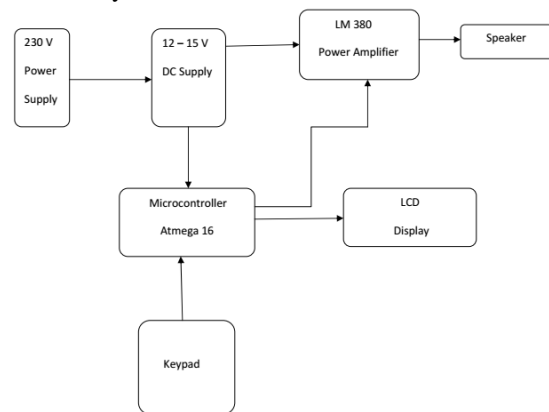 230 V
Power
Supply
12 – 15 V
DC Supply
LM 380
Power Amplifier
Speaker
Microcontroller
Atmega 16
LCD
Display
Keypad